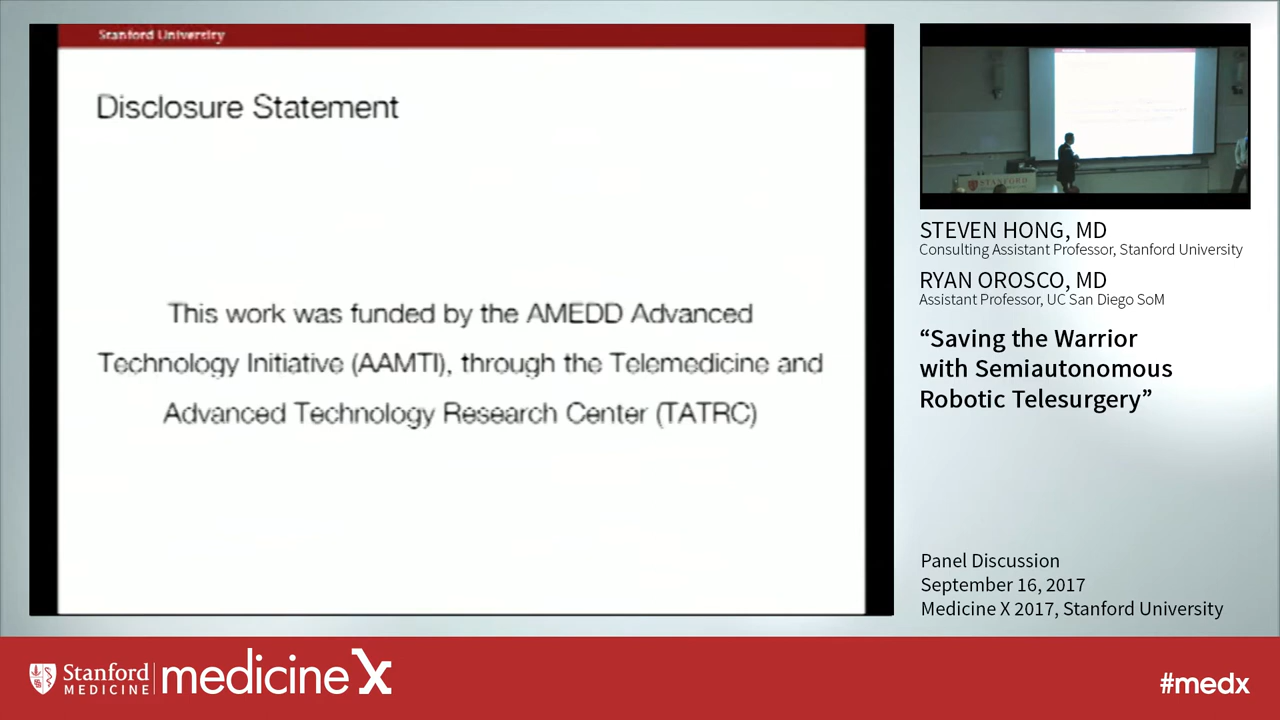 Stanford University
Disclosure Statement
This work was funded by the AMEDD Advanced
Technology Initiative (AAMTI), through the Telemedicine and
Advanced Technology Research Center (TATRC)
STANFORD
STEVEN HONG, MD
Consulting Assistant Professor, Stanford University
RYAN OROSCO, MD
Assistant Professor, UC San Diego SoM
“Saving the Warrior
with Semiautonomous
Robotic Telesurgery”
Panel Discussion
September 16, 2017
Medicine X 2017, Stanford University
Stanford
MEDICINE
medicine X
#medx